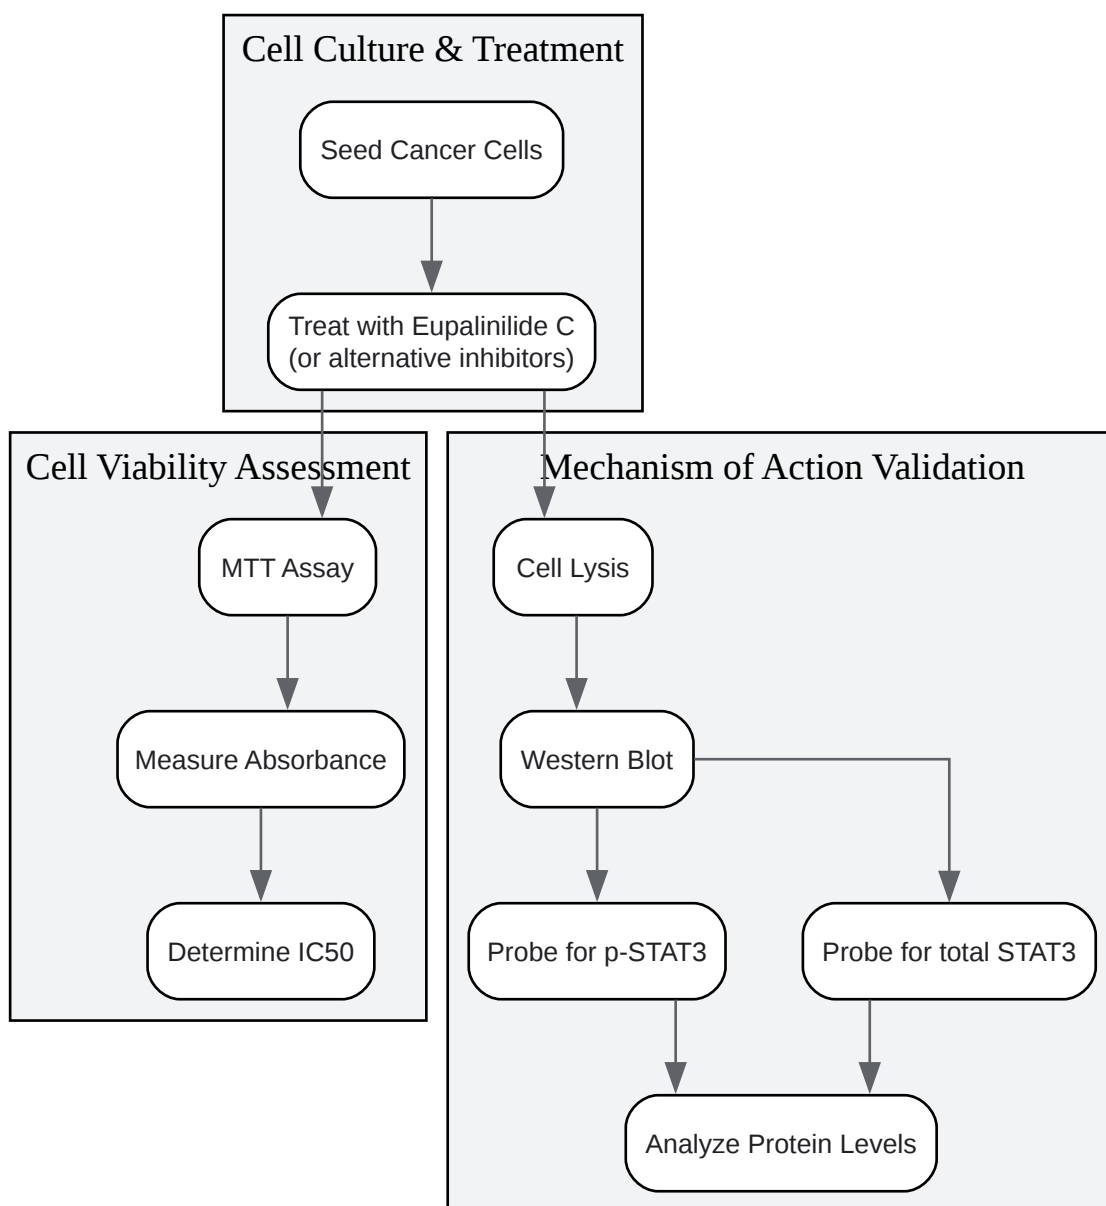 Cell Culture & Treatment
Seed Cancer Cells
Treat with Eupalinilide C
(or alternative inhibitors)
Cell Viability Assessment
MTT Assay
Measure Absorbance
Determine IC50
Mechanism of Action Validation
Cell Lysis
Western Blot
Probe for p-STAT3
Probe for total STAT3
Analyze Protein Levels